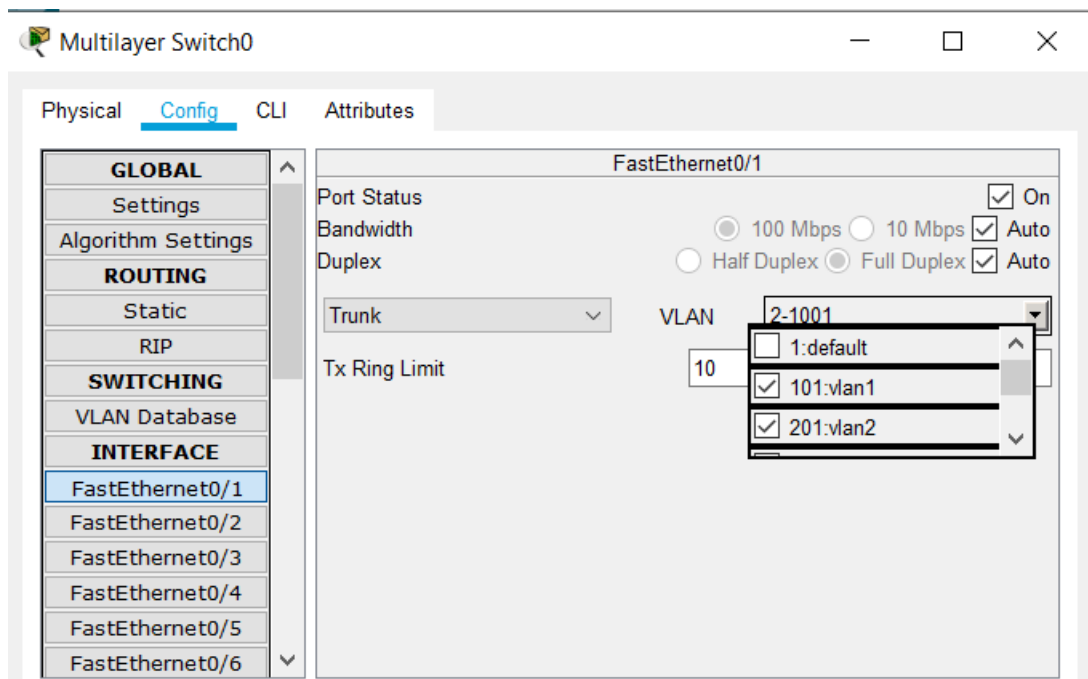 Multilayer Switch0
Physical Config CLI Attributes
GLOBAL
Settings
Algorithm Settings
ROUTING
Static
RIP
SWITCHING
VLAN Database
INTERFACE
FastEthernet0/1
FastEthernet0/2
FastEthernet0/3
FastEthernet0/4
FastEthernet0/5
FastEthernet0/6
FastEthernet0/1
Port Status On
Bandwidth 100 Mbps 10 Mbps Auto
Duplex Half Duplex Full Duplex Auto
Trunk VLAN 2-1001
1:default
Tx Ring Limit 10
101:vlan1
201:vlan2